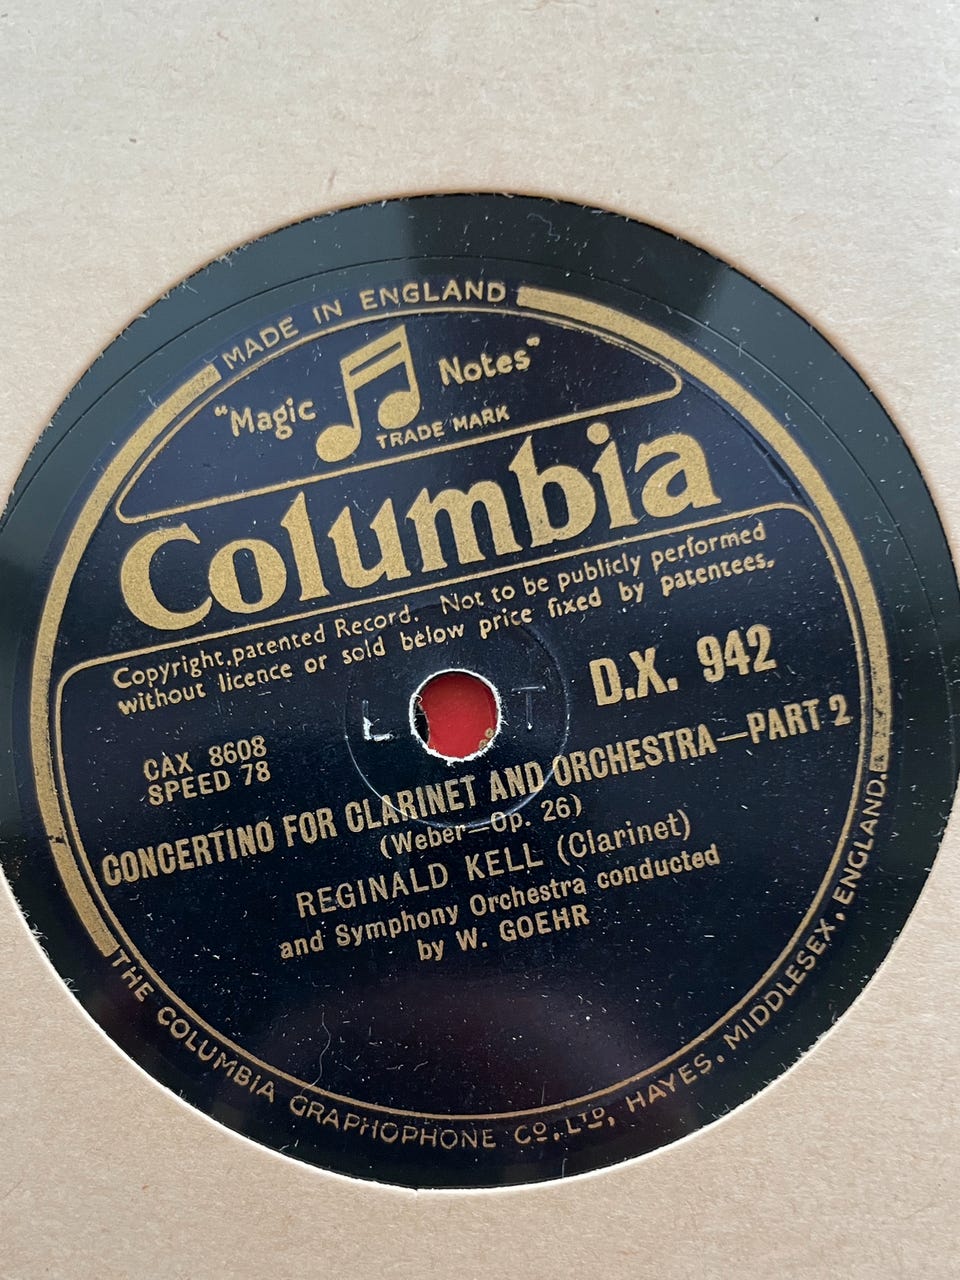 MADE IN ENGLAND
"Magic Notes"
TRADE MARK
Columbia
Copyright,patented Record. Not to be publicly performed
without licence or sold below price fixed by patentees.
D.X. 942
L T
CAX 8608
SPEED 78
CONCERTINO FOR CLARINET AND ORCHESTRA—PART 2
(Weber—Op. 26)
REGINALD KELL (Clarinet)
and Symphony Orchestra conducted
by W. GOEHR
THE COLUMBIA GRAPHOPHONE CO. LTD, HAYES. MIDDLESEX, ENGLAND.